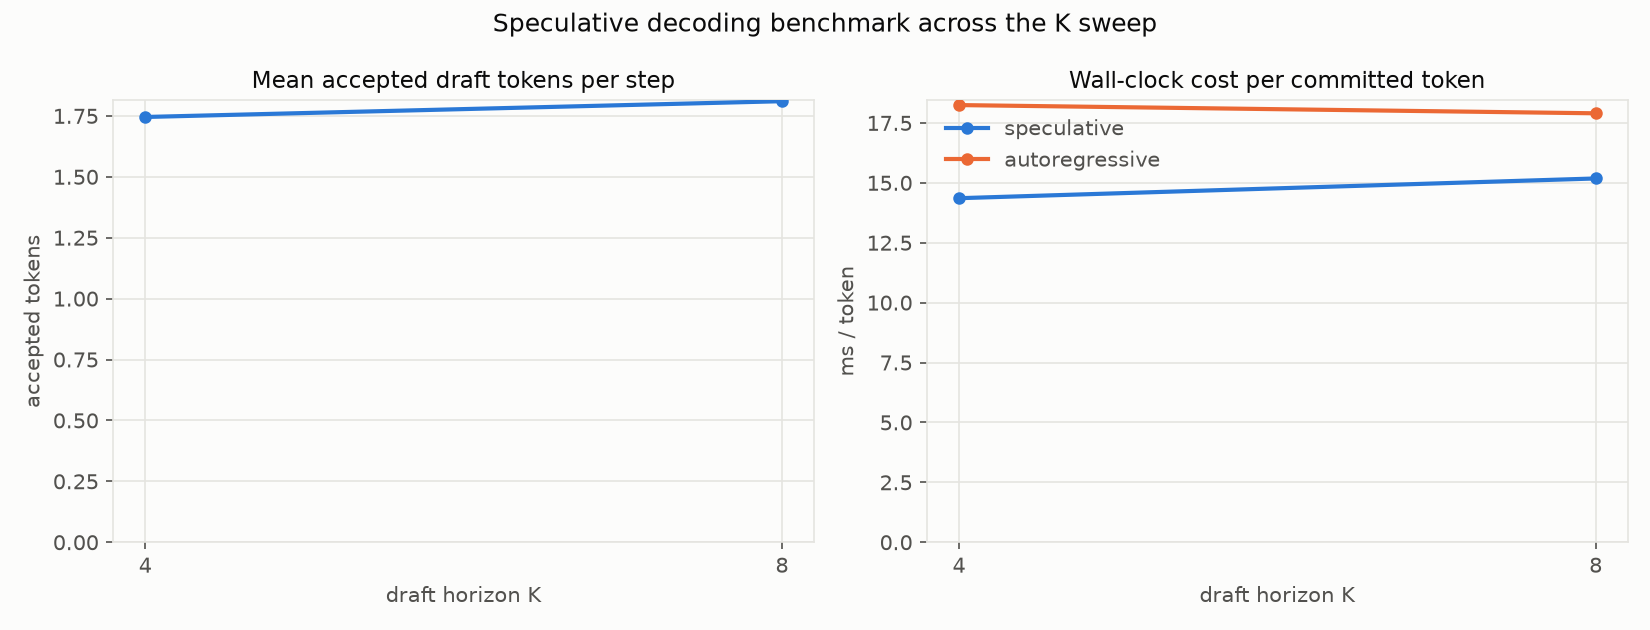 Speculative decoding benchmark across the K sweep
Mean accepted draft tokens per step
accepted tokens
1.75
1.50
1.25
1.00
0.75
0.50
0.25
0.00
4
8
draft horizon K
Wall-clock cost per committed token
ms / token
17.5
15.0
12.5
10.0
7.5
5.0
2.5
0.0
speculative
autoregressive
4
8
draft horizon K